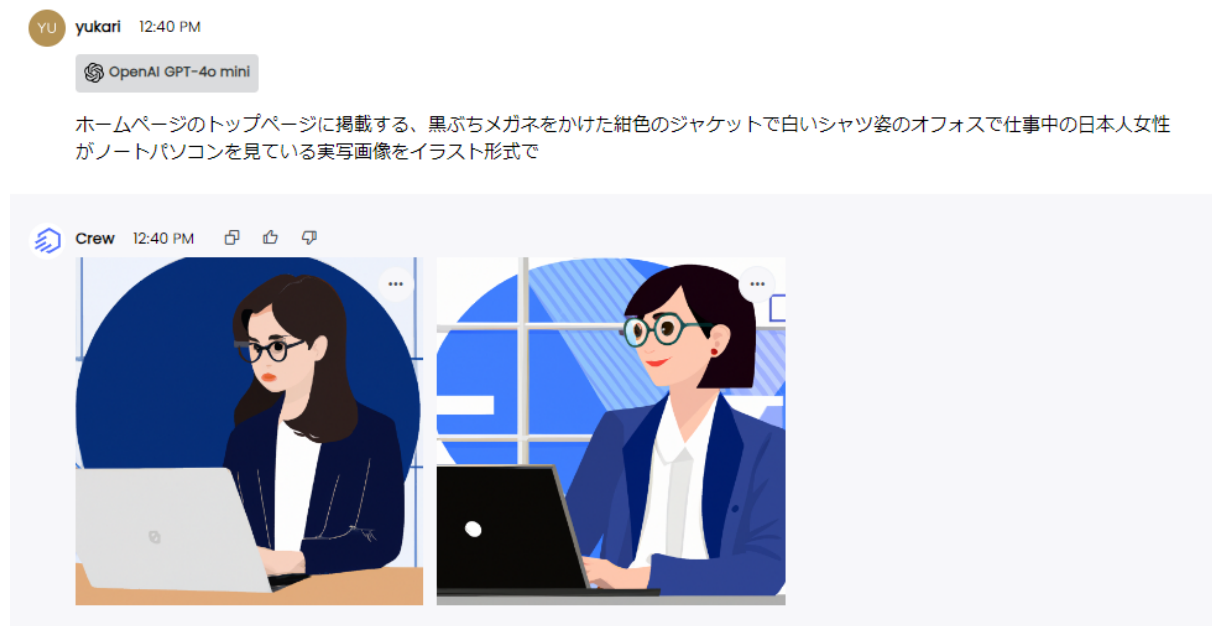 YU yukari 12:40 PM
OpenAI GPT-4o mini
ホームページのトップページに掲載する、黒ぶちメガネをかけた紺色のジャケットで白いシャツ姿のオフォスで仕事中の日本人女性
がノートパソコンを見ている実写画像をイラスト形式で
Crew 12:40 PM